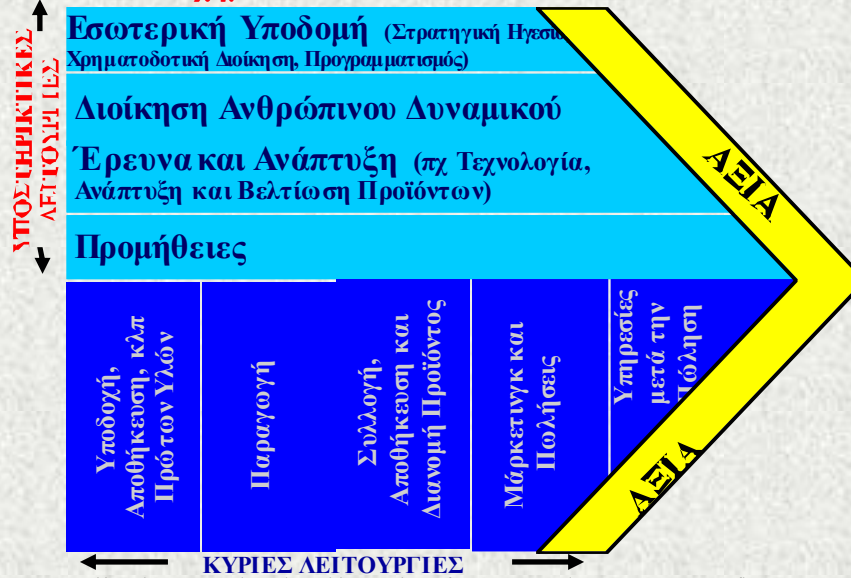 ΥΠΟΣΤΗΡΙΚΤΙΚΕΣ
ΛΕΙΤΟΥΡΓΙΕΣ
Εσωτερική Υποδομή (Στρατηγική Ηγεσία
Χρηματοδοτική Διοίκηση, Προγραμματισμός)
Διοίκηση Ανθρώπινου Δυναμικού
Έρευνα και Ανάπτυξη (πχ Τεχνολογία,
Ανάπτυξη και Βελτίωση Προϊόντων)
Προμήθειες
ΑΞΙΑ
Υποδοχή,
Αποθήκευση, κλπ
Πρώτων Υλών
Παραγωγή
Συλλογή,
Αποθήκευση και
Διανομή Προϊόντος
Μάρκετινγκ και
Πωλήσεις
Υπηρεσίες
μετά την
Πώληση
ΑΞΙΑ
ΚΥΡΙΕΣ ΛΕΙΤΟΥΡΓΙΕΣ